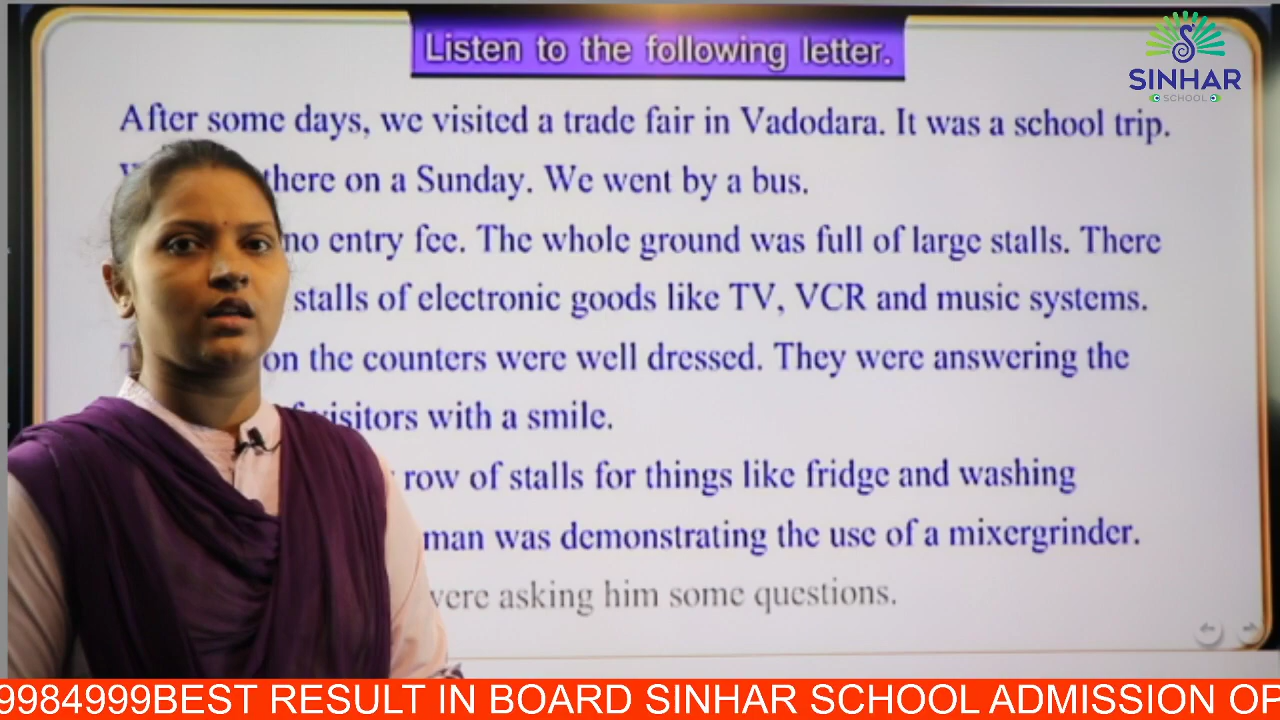 Listen to the following letter.
SINHAR
SCHOOL
After some days, we visited a trade fair in Vadodara. It was a school trip.
there on a Sunday. We went by a bus.
no entry fee. The whole ground was full of large stalls. There
stalls of electronic goods like TV, VCR and music systems.
on the counters were well dressed. They were answering the
visitors with a smile.
row of stalls for things like fridge and washing
man was demonstrating the use of a mixergrinder.
were asking him some questions.
9984999BEST RESULT IN BOARD SINHAR SCHOOL ADMISSION OP